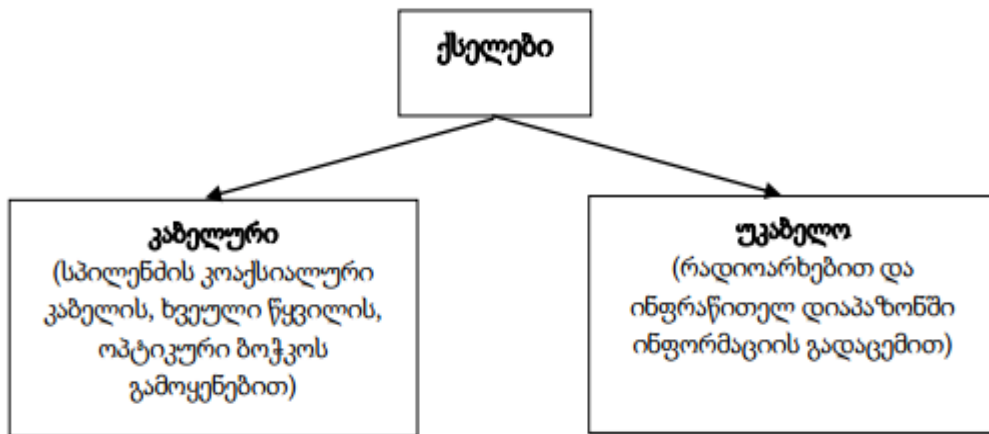 ქსელები
კაბელური
(სპილენძის კოაქსიალური
კაბელის, ხვეული წყვილის,
ოპტიკური ბოჭკოს
გამოყენებით)
უკაბელო
(რადიოარხებით და
ინფრაწითელ დიაპაზონში
ინფორმაციის გადაცემით)